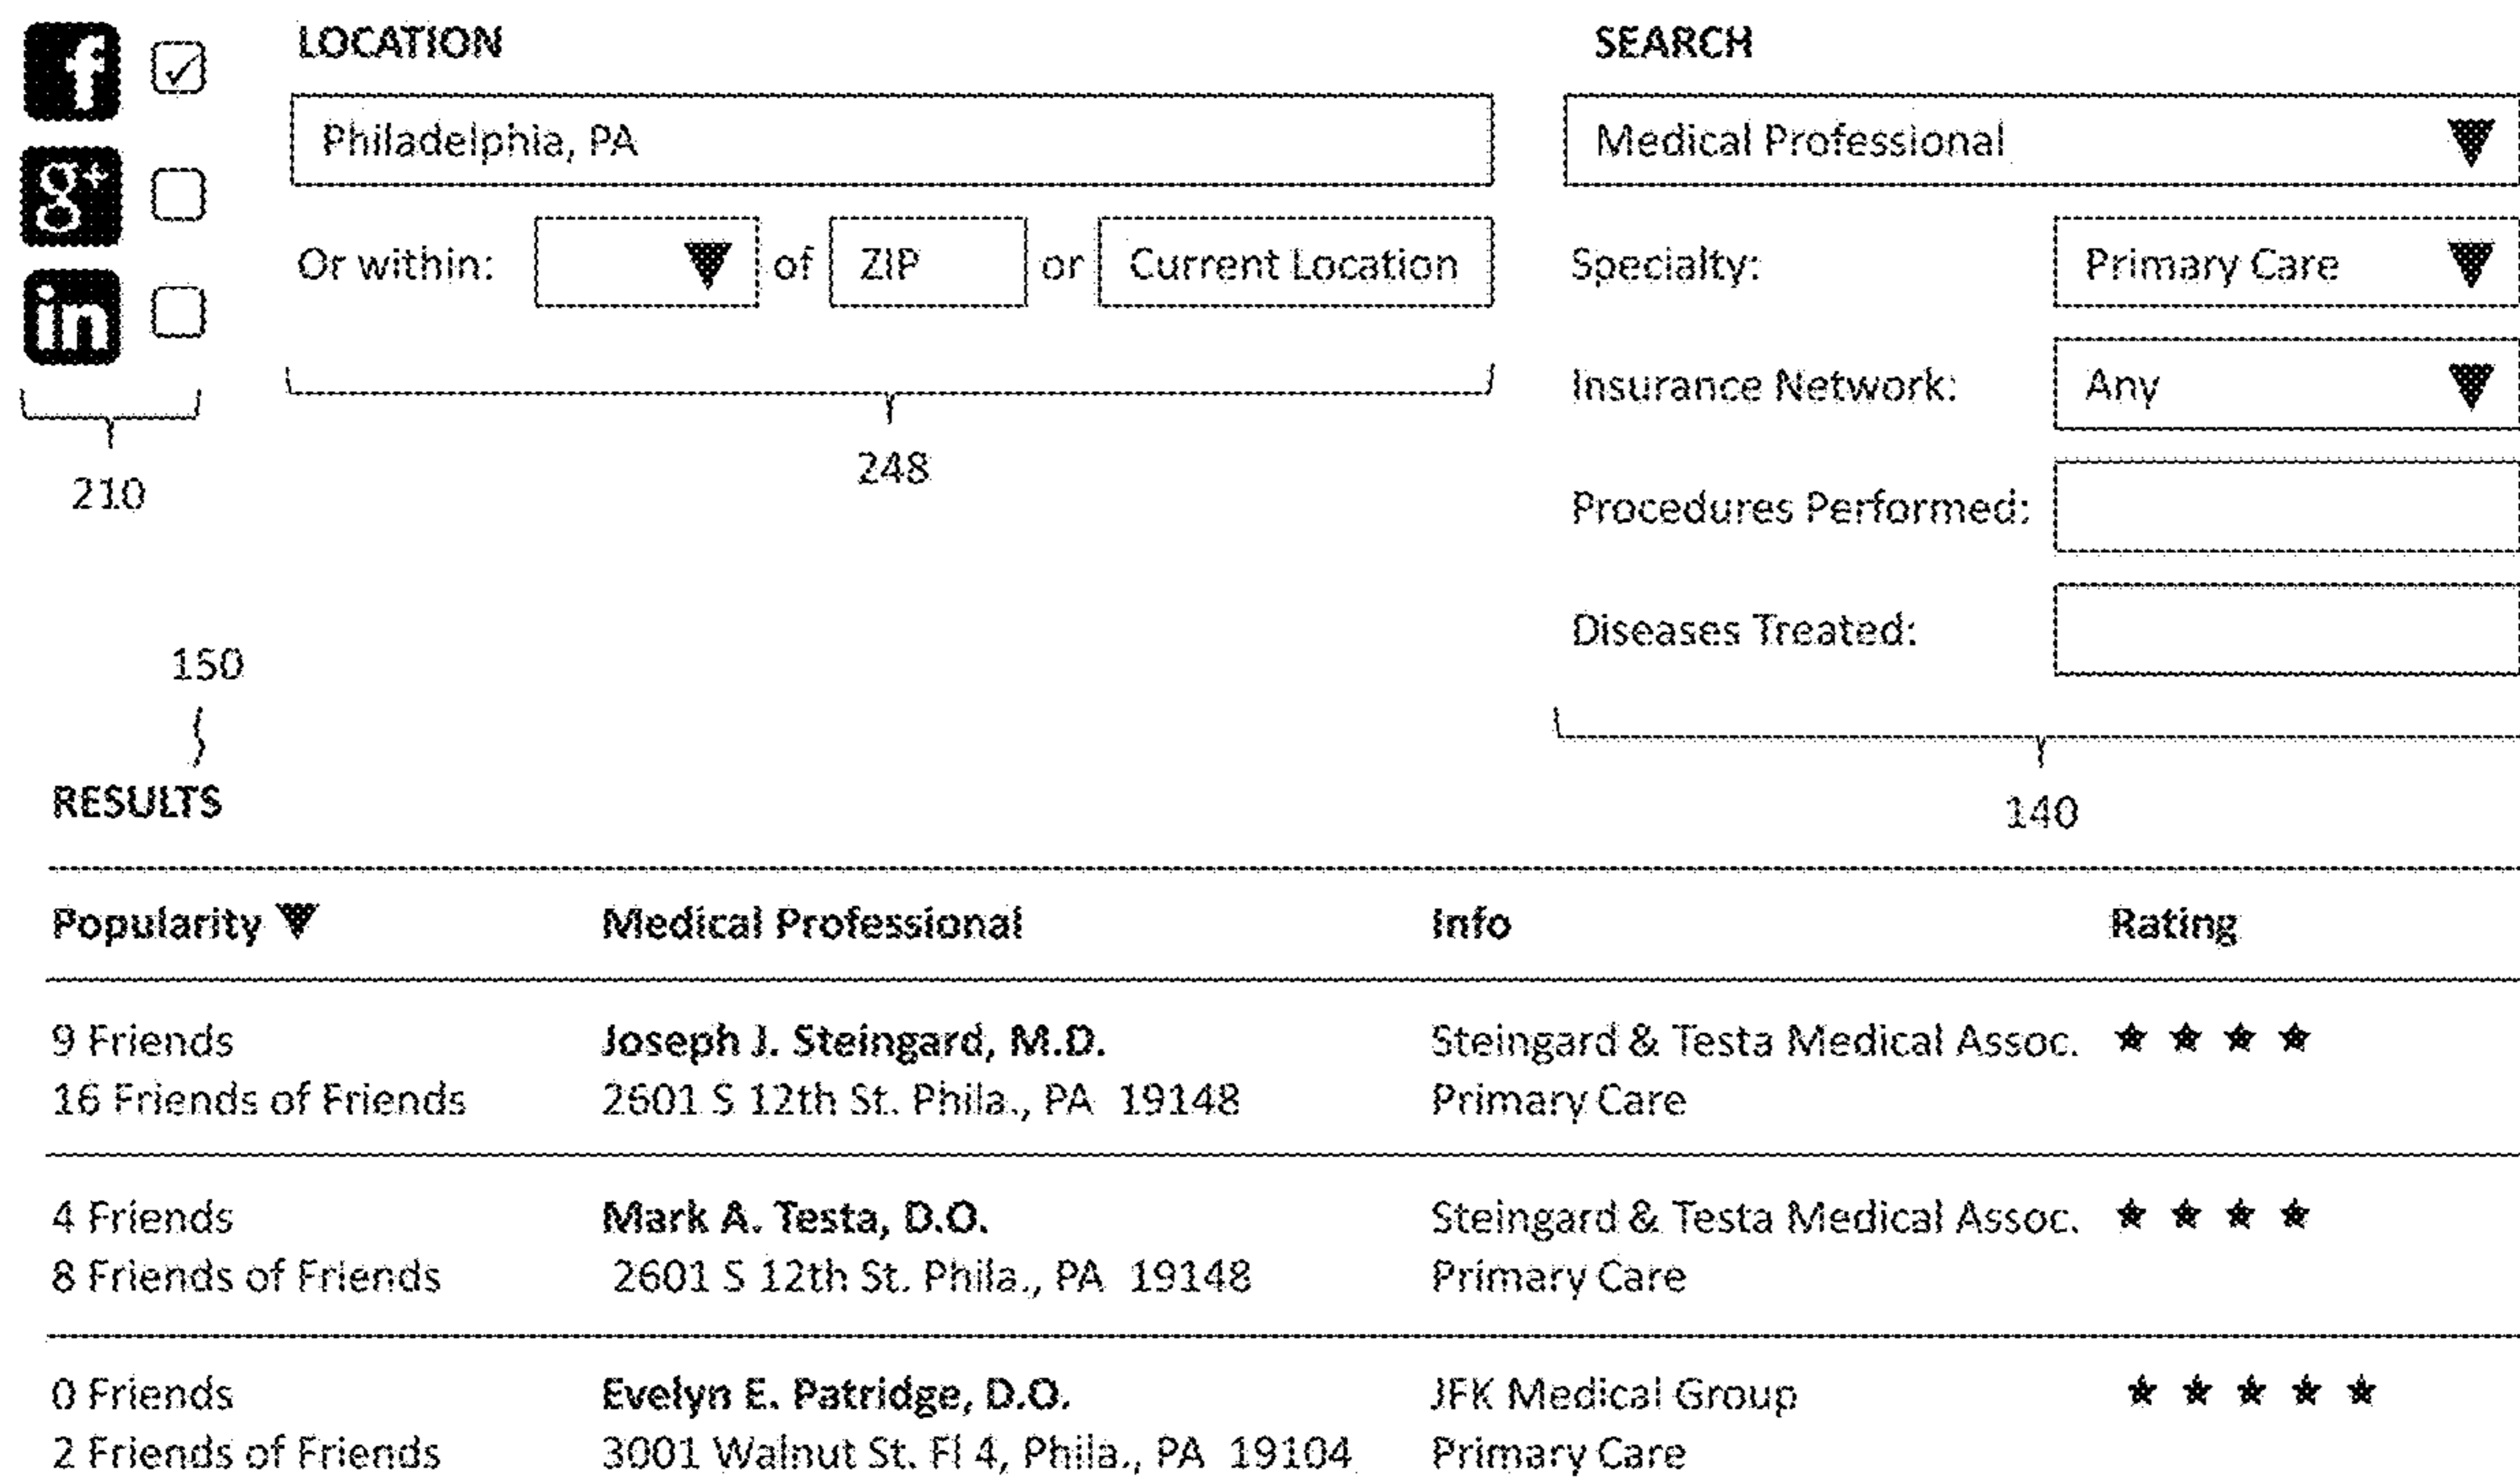 f
LOCATION
SEARCH
Philadelphia, PA
Medical Professional
g+
Or within:
of
ZIP
or
Current Location
Specialty:
Primary Care
in
Insurance Network:
Any
248
210
Procedures Performed:
Diseases Treated:
150
RESULTS
140
Popularity
Medical Professional
Info
Rating
9 Friends
Joseph J. Steingard, M.D.
Steingard & Testa Medical Assoc.
16 Friends of Friends
2601 S 12th St. Phila., PA 19148
Primary Care
4 Friends
Mark A. Testa, D.O.
Steingard & Testa Medical Assoc.
8 Friends of Friends
2601 S 12th St. Phila., PA 19148
Primary Care
0 Friends
Evelyn E. Patridge, D.O.
JFK Medical Group
2 Friends of Friends
3001 Walnut St. Fl 4, Phila., PA 19104
Primary Care